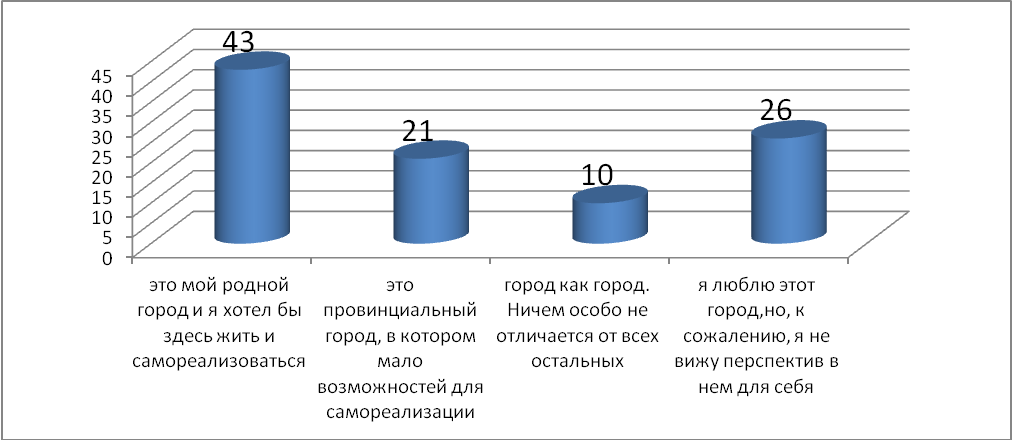 43
21
10
26
45
40
35
30
25
20
15
10
5
0
это мой родной
город и я хотел бы
здесь жить и
самореализоваться
это
провинциальный
город, в котором
мало
возможностей для
самореализации
город как город.
Ничем особо не
отличается от всех
остальных
я люблю этот
город,но, к
сожалению, я не
вижу перспектив в
нем для себя